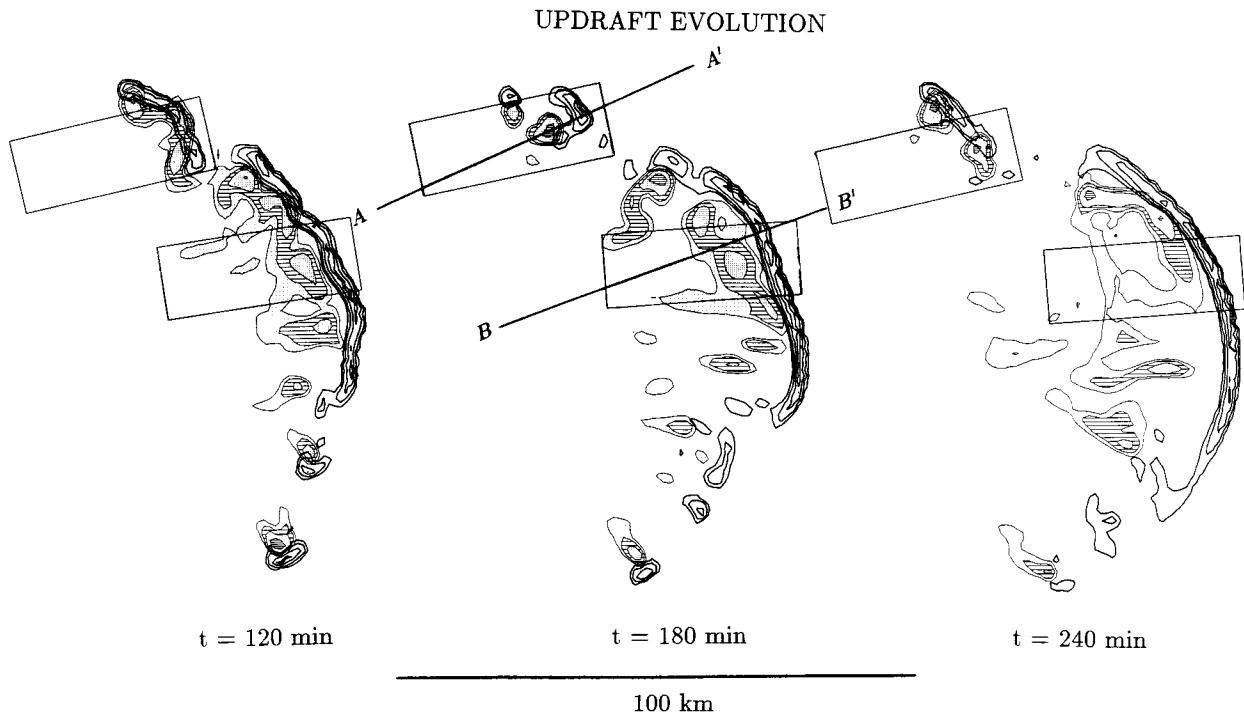 UPDRAFT EVOLUTION
A'
A
B'
B
t = 120 min
t = 180 min
t = 240 min
100 km